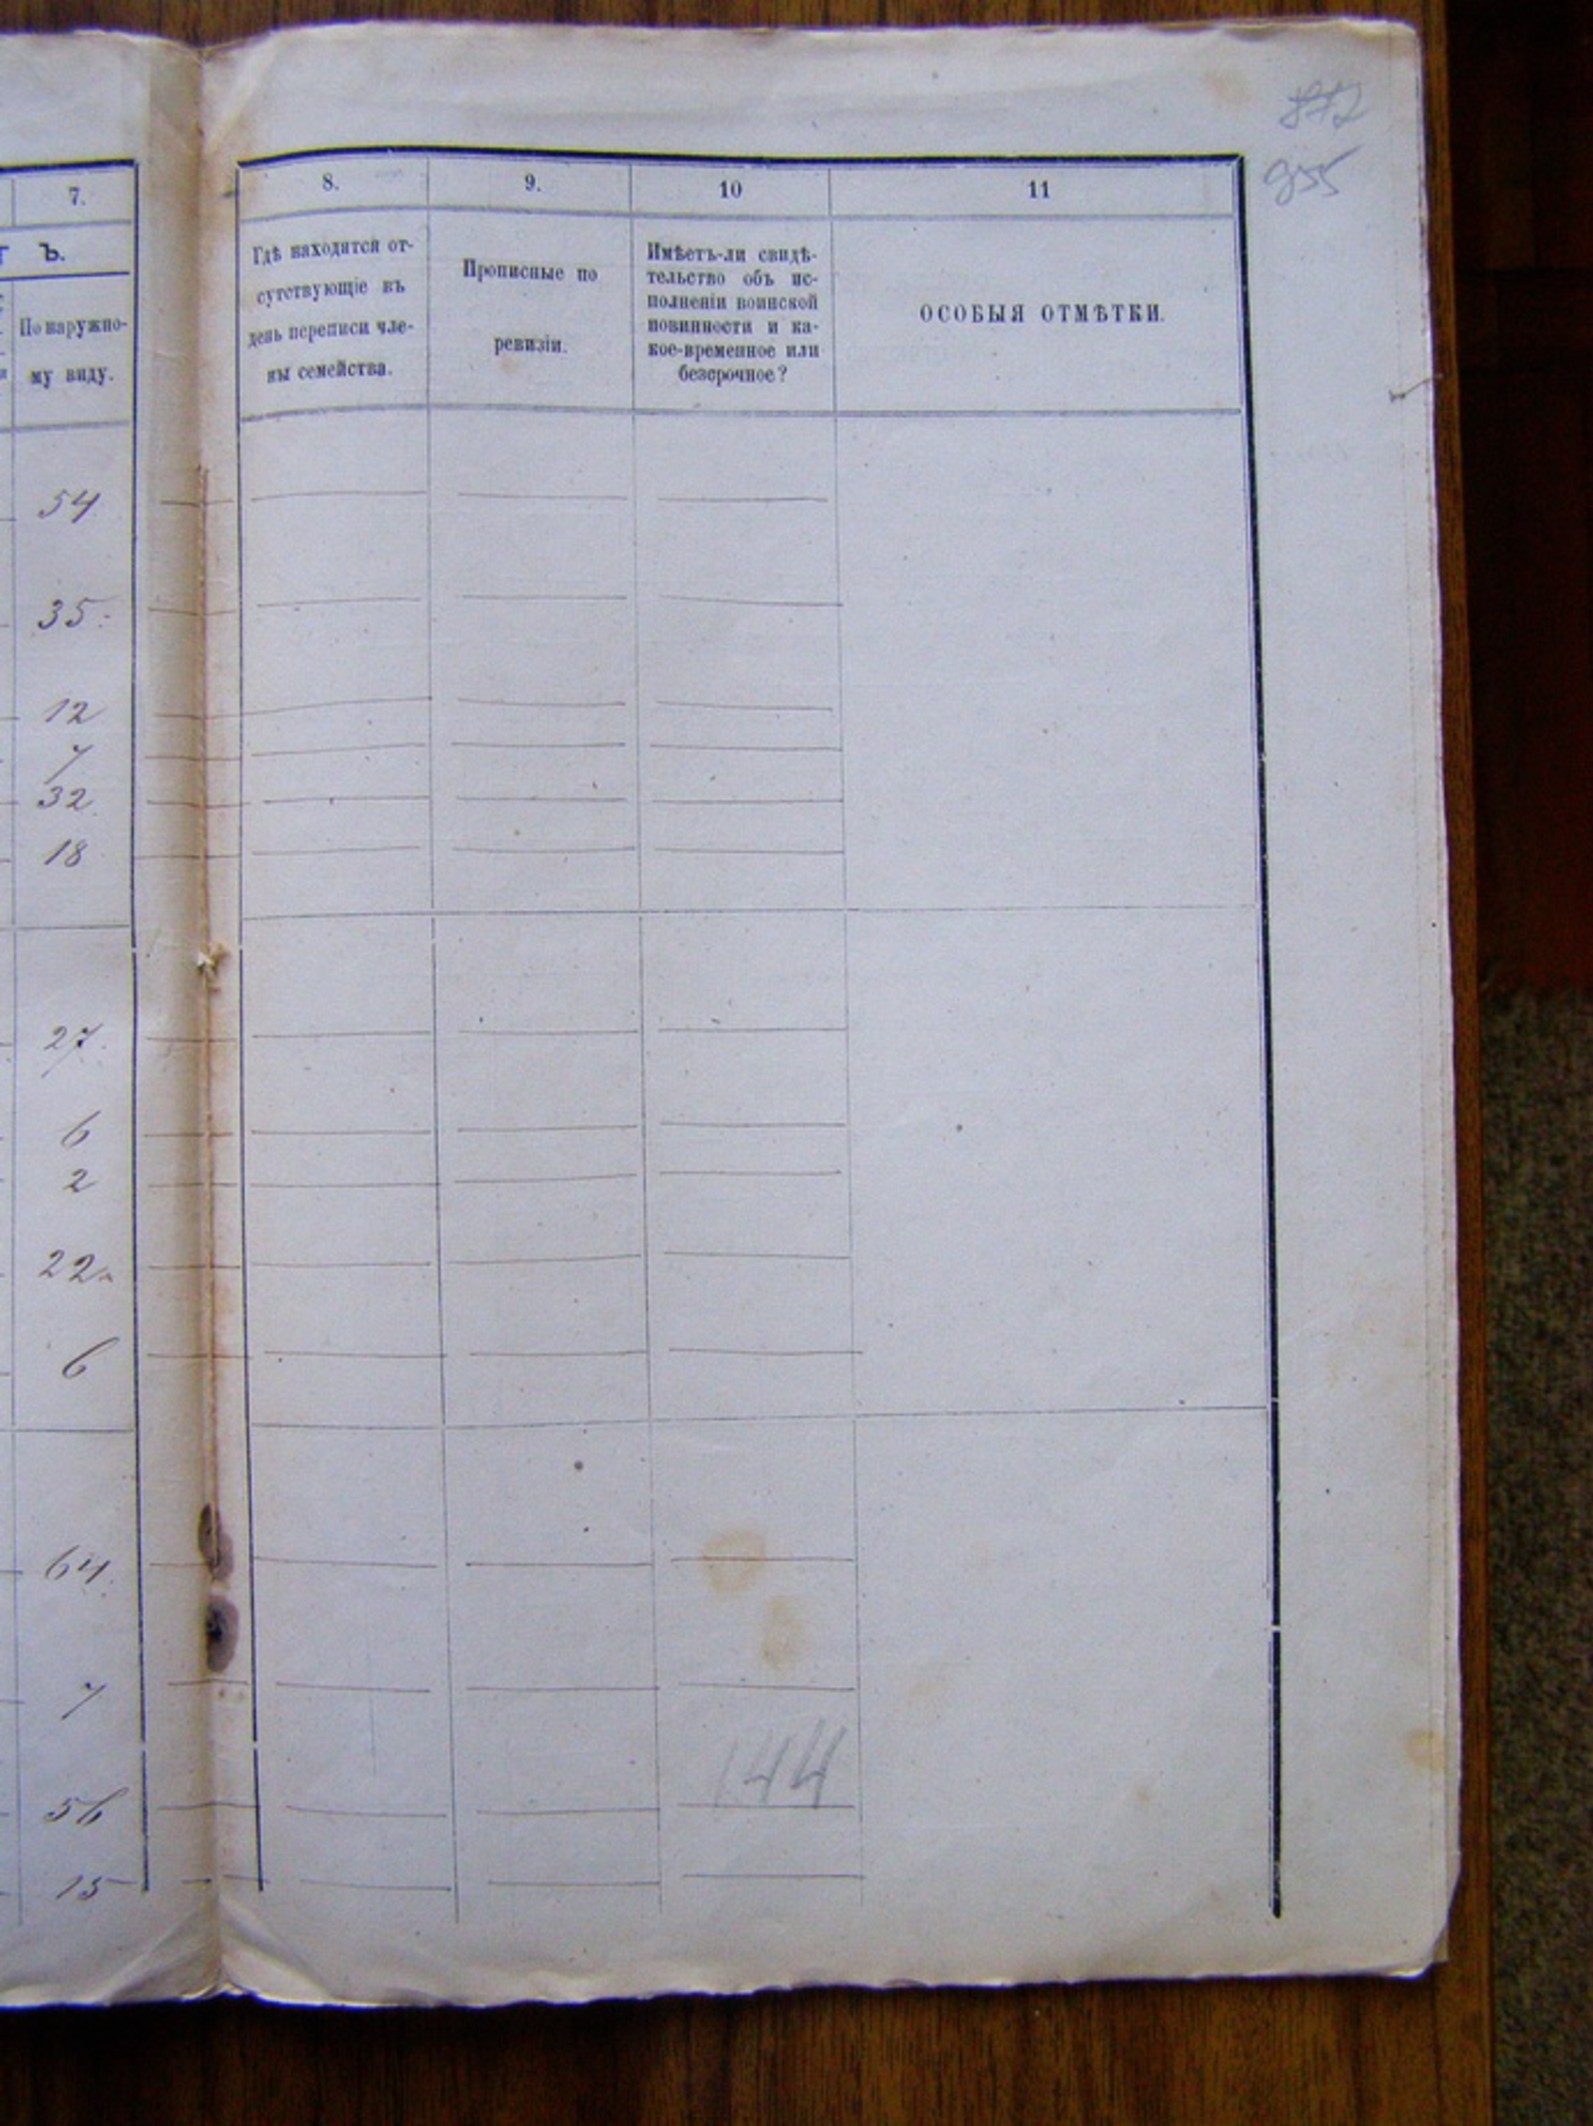 955
7.
8.
9.
10
11
Ъ.
По наружно-
му виду.
Гдѣ находятся от-
сутствующіе въ
день переписи чле-
ны семейства.
Прописные по
ревизіи.
Имѣетъ-ли свидѣ-
тельство объ ис-
полненіи воинской
повинности и ка-
кое-временное или
безсрочное?
ОСОБЫЯ ОТМѢТКИ.
54
35
12
7
32
18
27
6
2
22
6
64
7
144
56
15